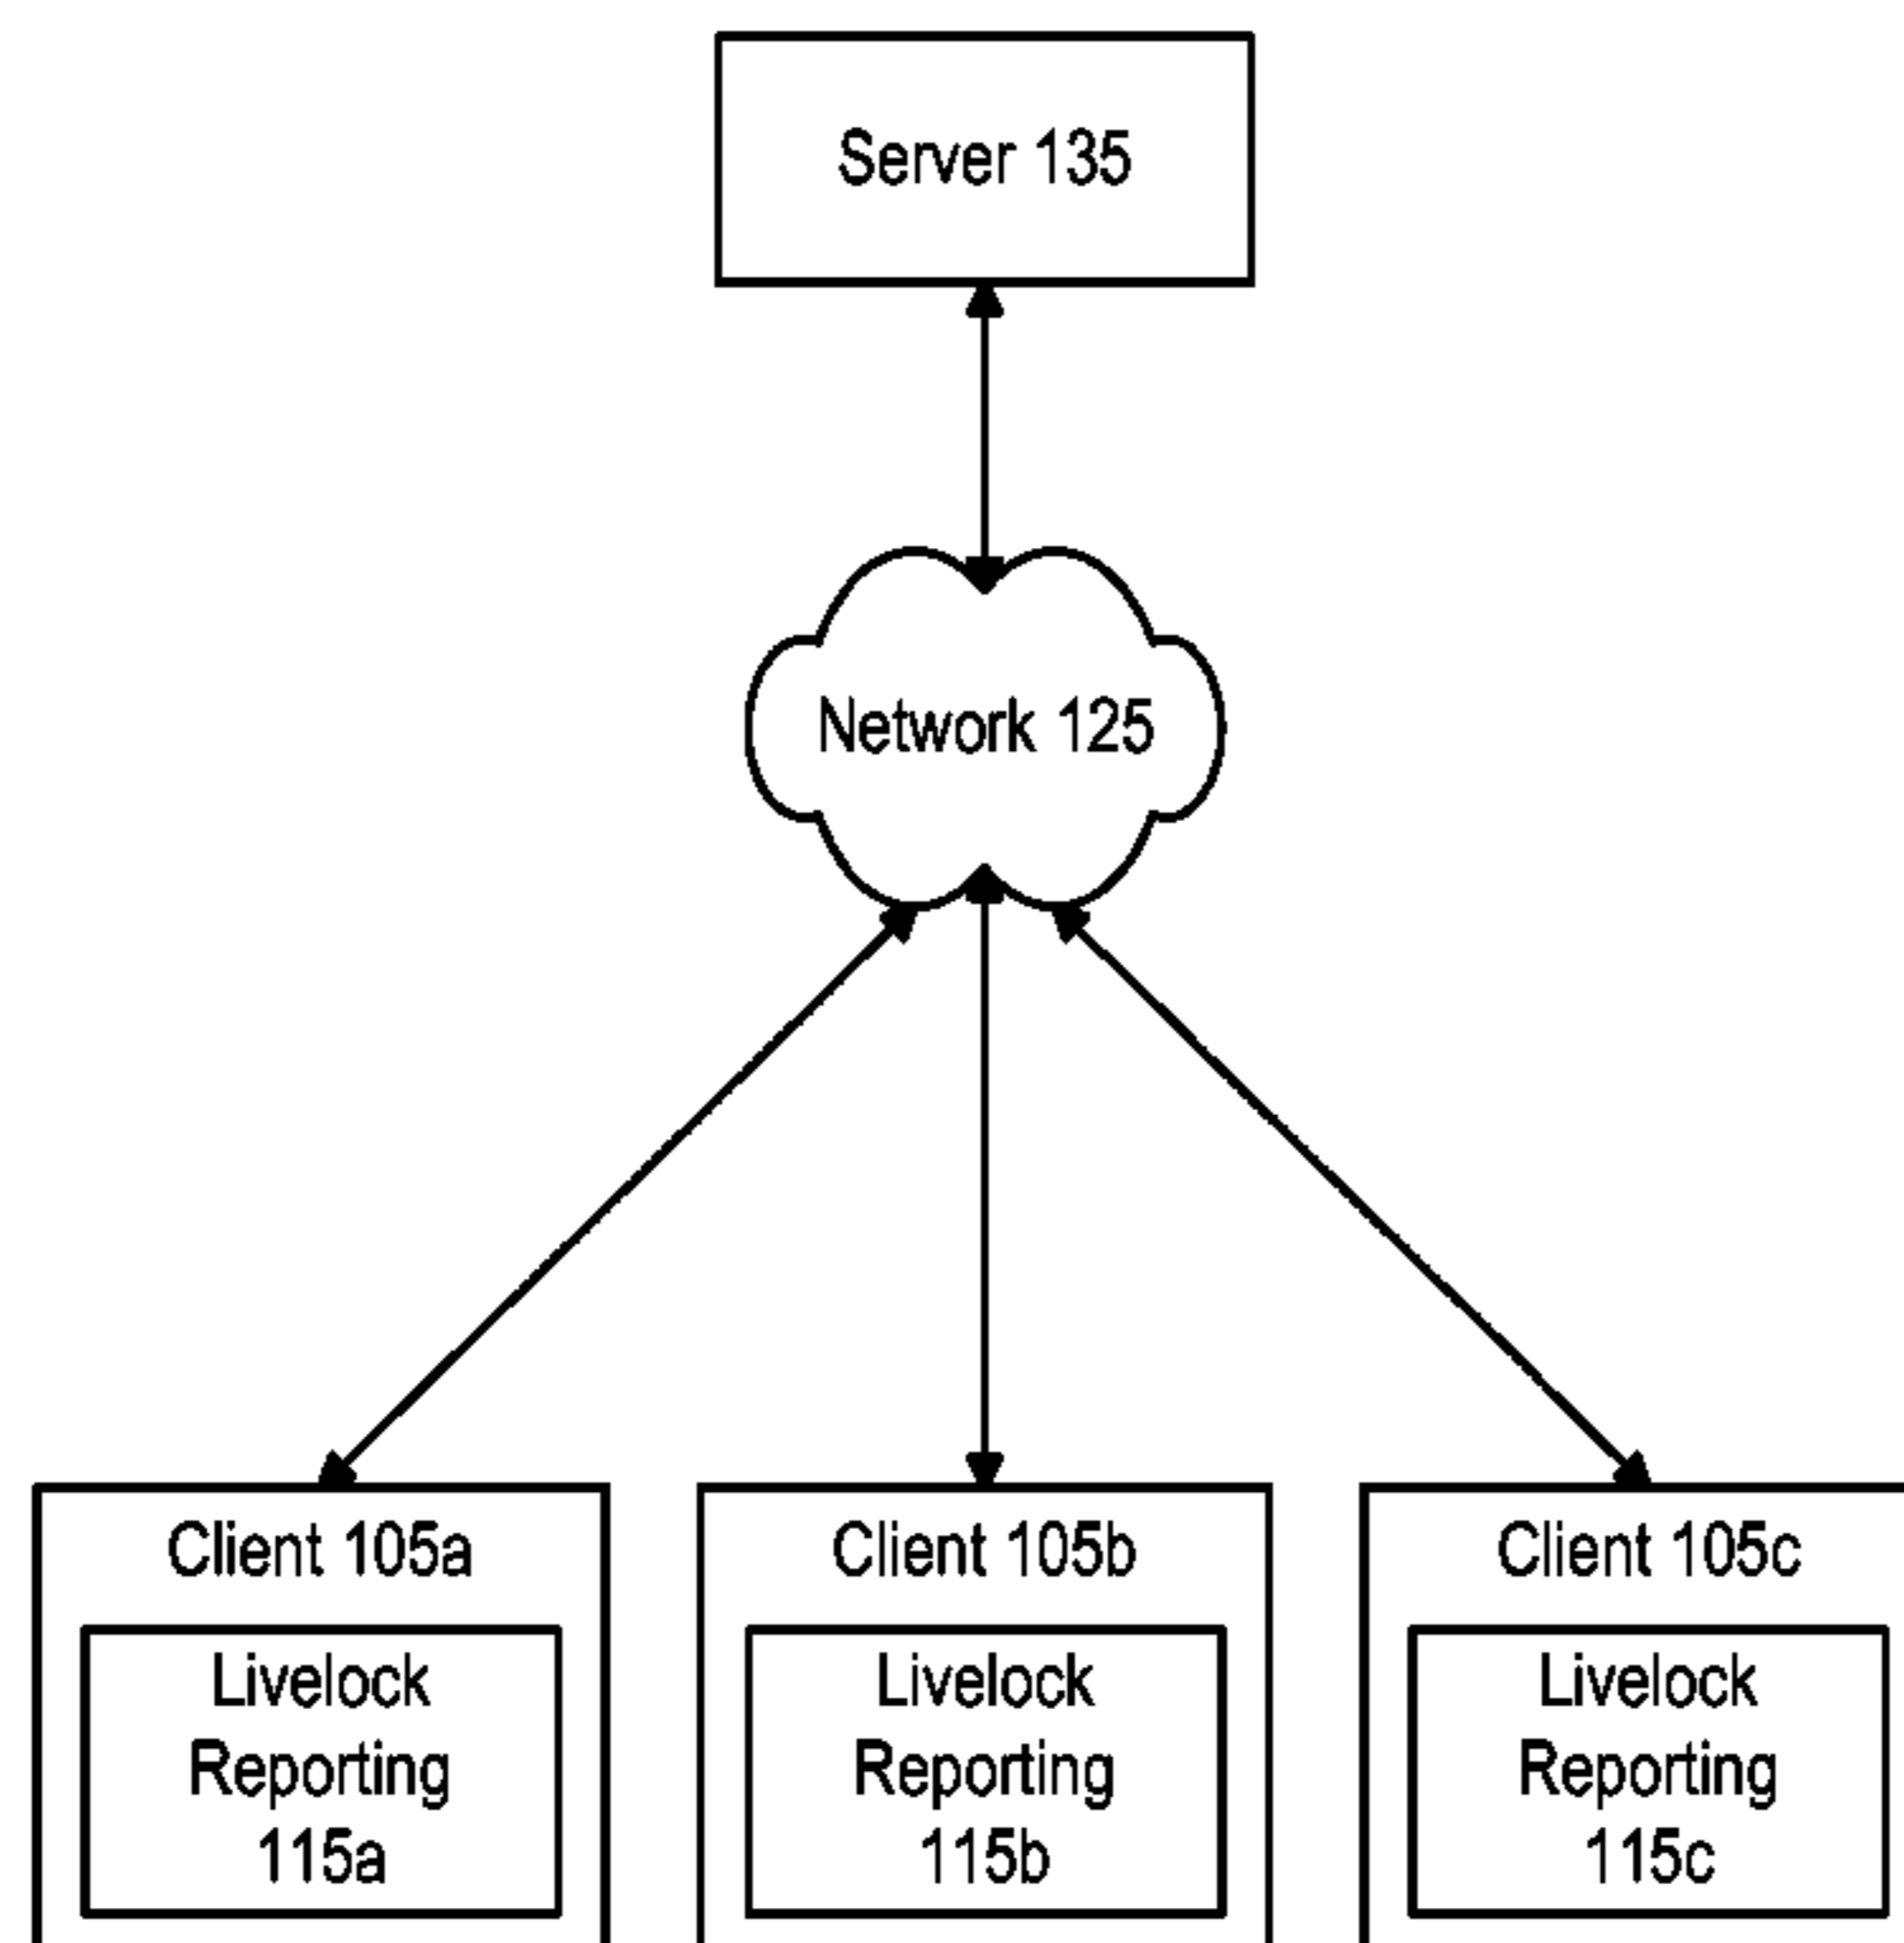 Server 135
Network 125
Client 105a
Livelock
Reporting
115a
Client 105b
Livelock
Reporting
115b
Client 105c
Livelock
Reporting
115c